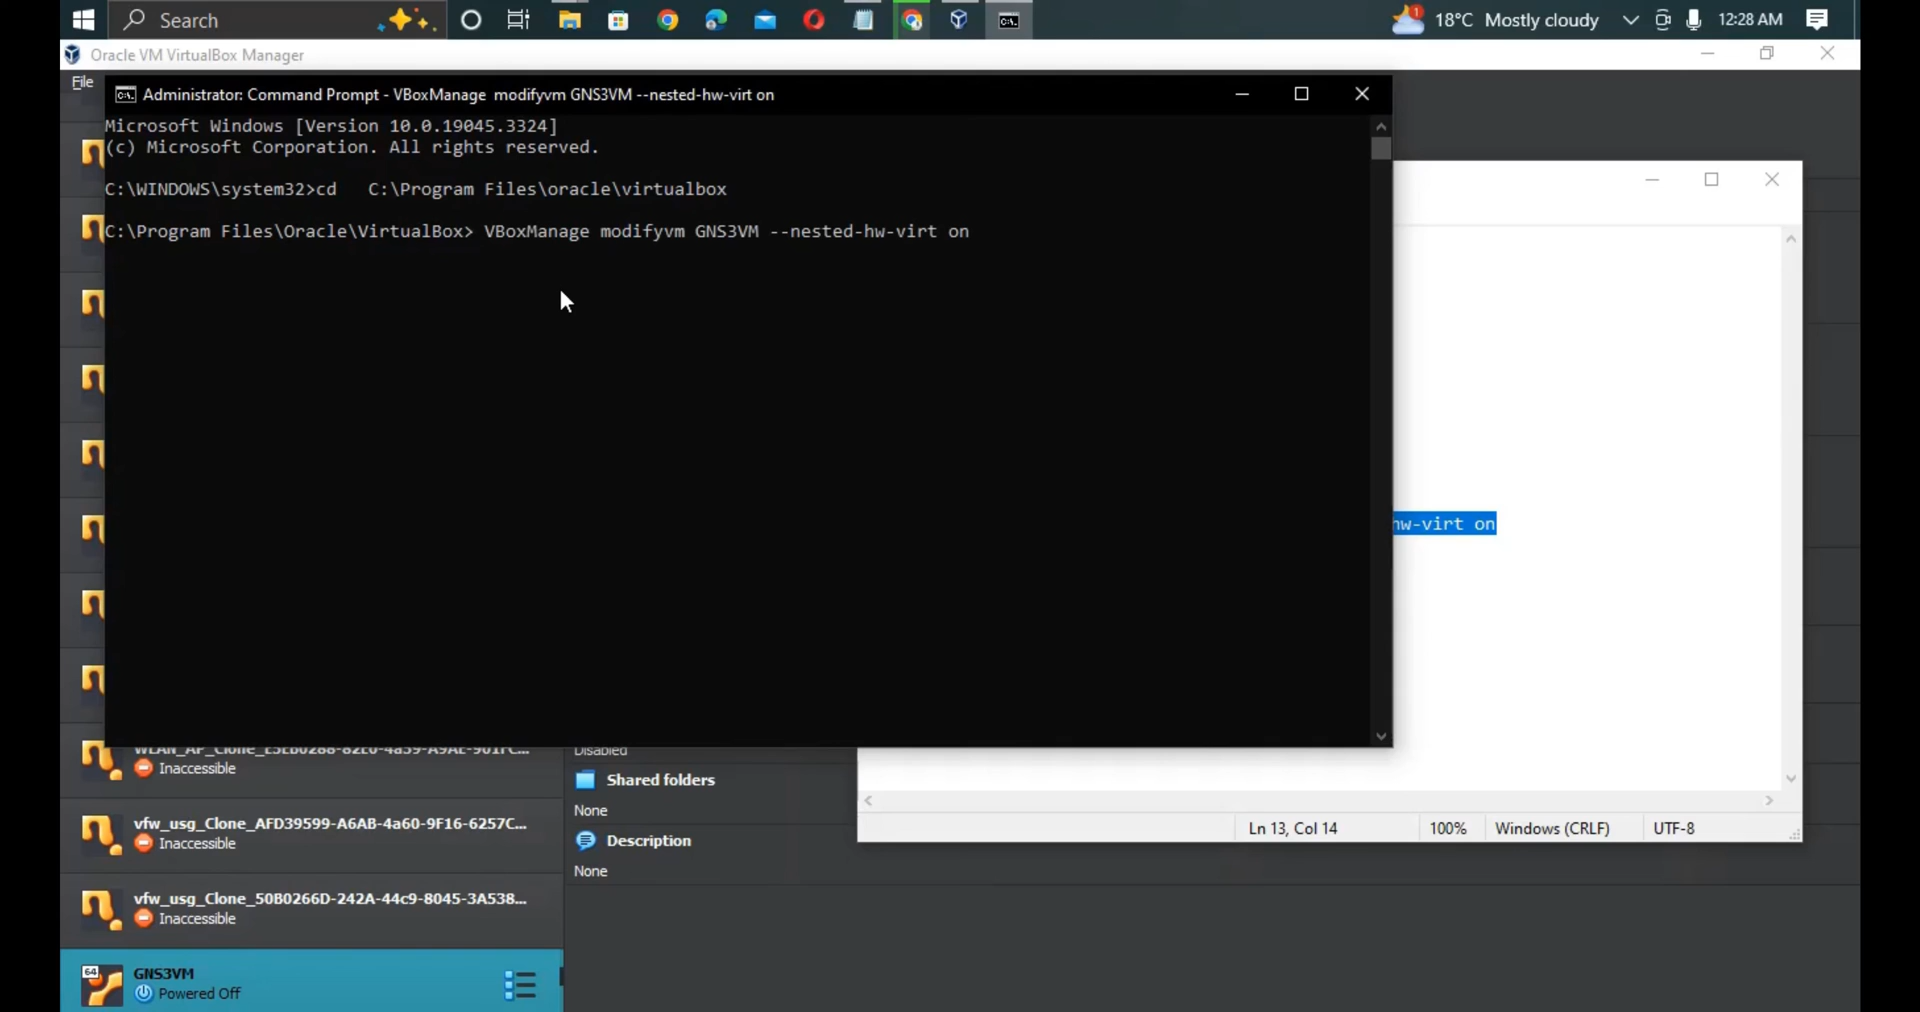 Search
18°C Mostly cloudy
12:28 AM
Oracle VM VirtualBox Manager
File
Administrator: Command Prompt - VBoxManage modifyvm GNS3VM --nested-hw-virt on
Microsoft Windows [Version 10.0.19045.3324]
(c) Microsoft Corporation. All rights reserved.
C:\WINDOWS\system32>cd   C:\Program Files\oracle\virtualbox
C:\Program Files\Oracle\VirtualBox> VBoxManage modifyvm GNS3VM --nested-hw-virt on
hw-virt on
Disabled
Inaccessible
Shared folders
None
vfw_usg_Clone_AFD39599-A6AB-4a60-9F16-6257C...
Inaccessible
Description
None
Ln 13, Col 14
100%
Windows (CRLF)
UTF-8
vfw_usg_Clone_50B0266D-242A-44c9-8045-3A538...
Inaccessible
64
GNS3VM
Powered Off